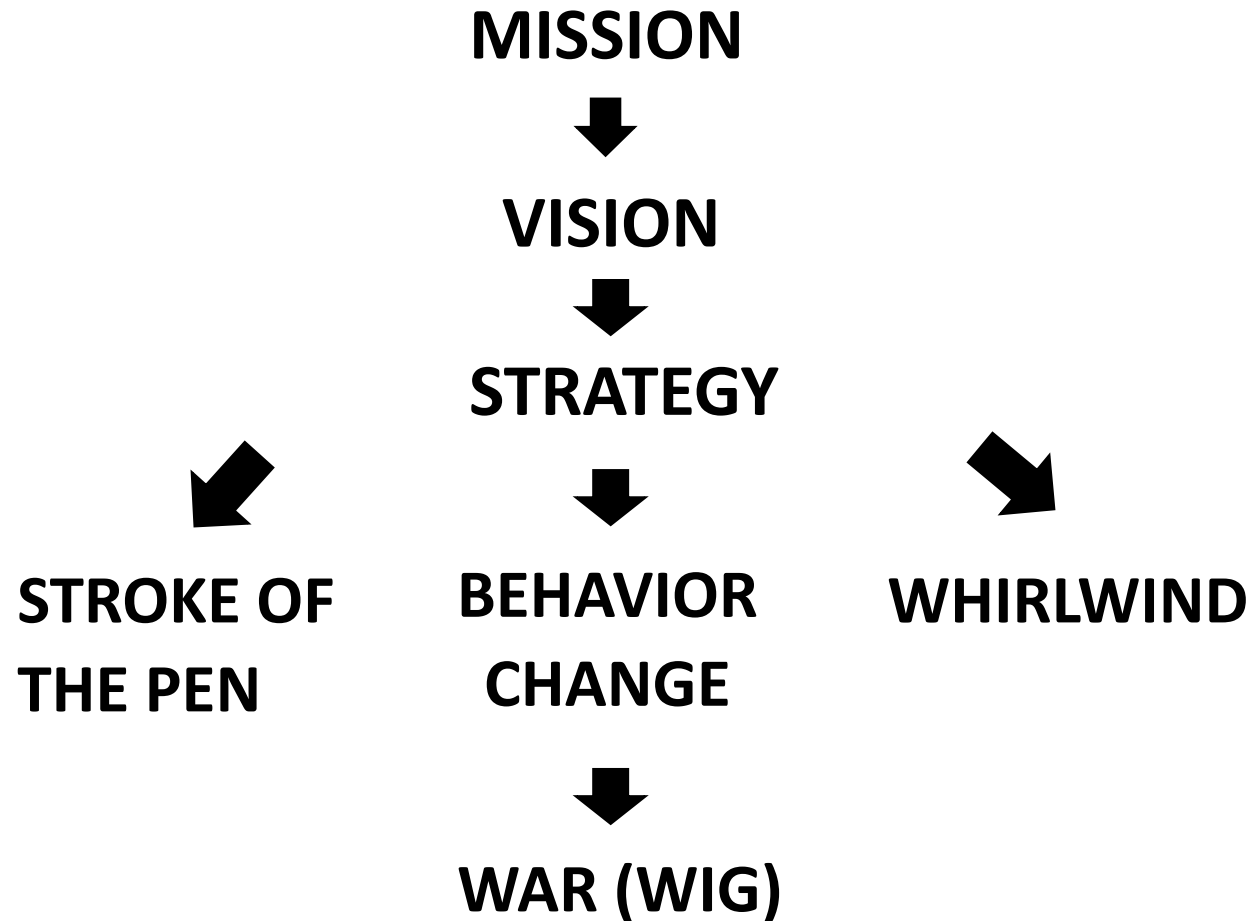 MISSION
VISION
STRATEGY
STROKE OF
THE PEN
BEHAVIOR
CHANGE
WHIRLWIND
WAR (WIG)